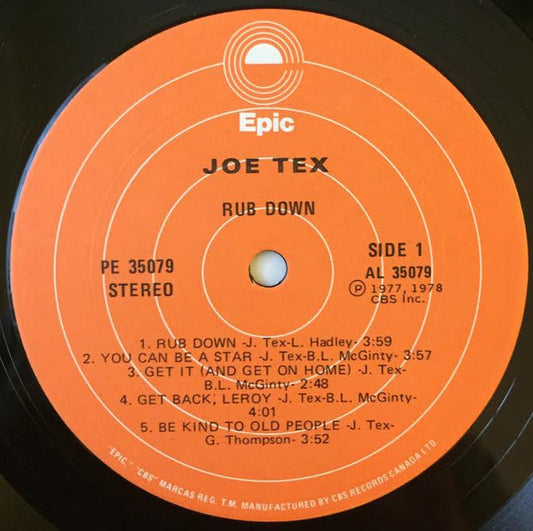 Epic
JOE TEX
RUB DOWN
PE 35079
STEREO
SIDE 1
AL 35079
Ⓟ 1977, 1978
CBS Inc.
1. RUB DOWN -J. Tex-L. Hadley- 3:59
2. YOU CAN BE A STAR -J. Tex-B.L. McGinty- 3:57
3. GET IT (AND GET ON HOME) -J. Tex-
B.L. McGinty- 2:48
4. GET BACK, LEROY -J. Tex-B.L. McGinty-
4:01
5. BE KIND TO OLD PEOPLE -J. Tex-
G. Thompson- 3:52
"EPIC," "CBS" MARCAS REG. T.M. MANUFACTURED BY CBS RECORDS CANADA LTD.